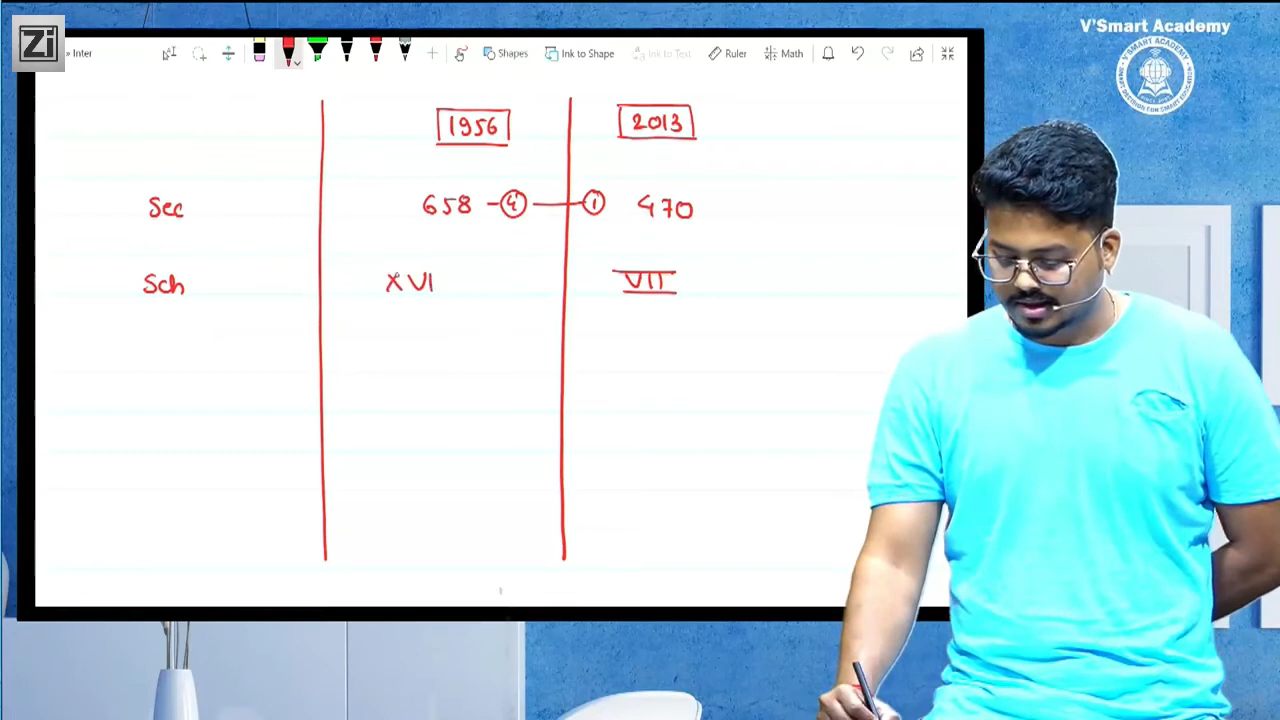 V'Smart Academy
Zi
» Inter
Shapes
Ink to Shape
Ink to Text
Ruler
Math
1956
2013
Sec
658 - 4 — 1 470
Sch
XVI
VII